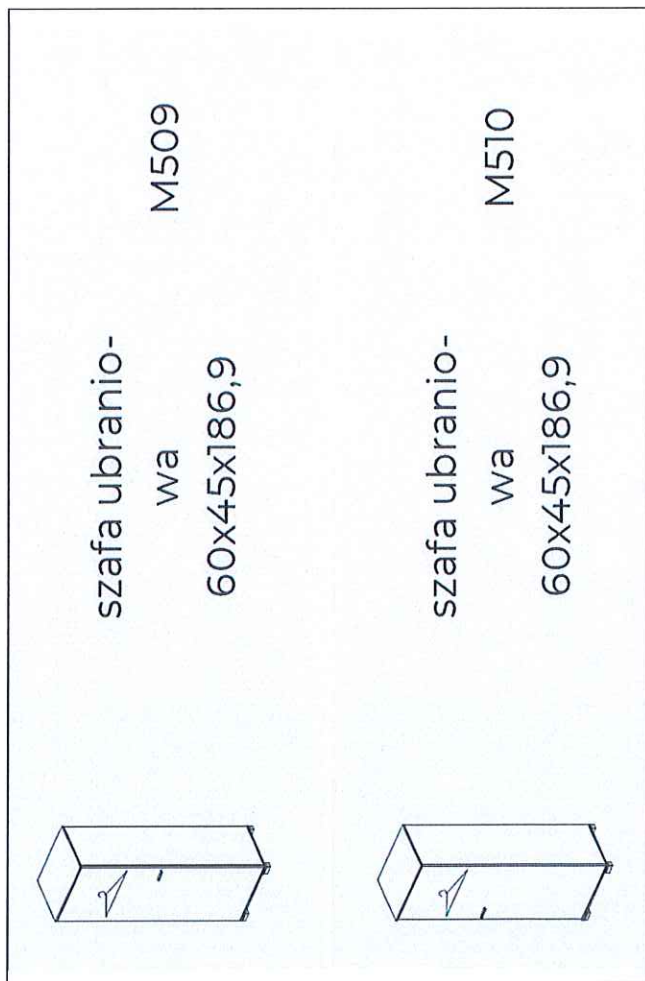 szafa ubranio-
wa
60x45x186,9
M509
szafa ubranio-
wa
60x45x186,9
M510